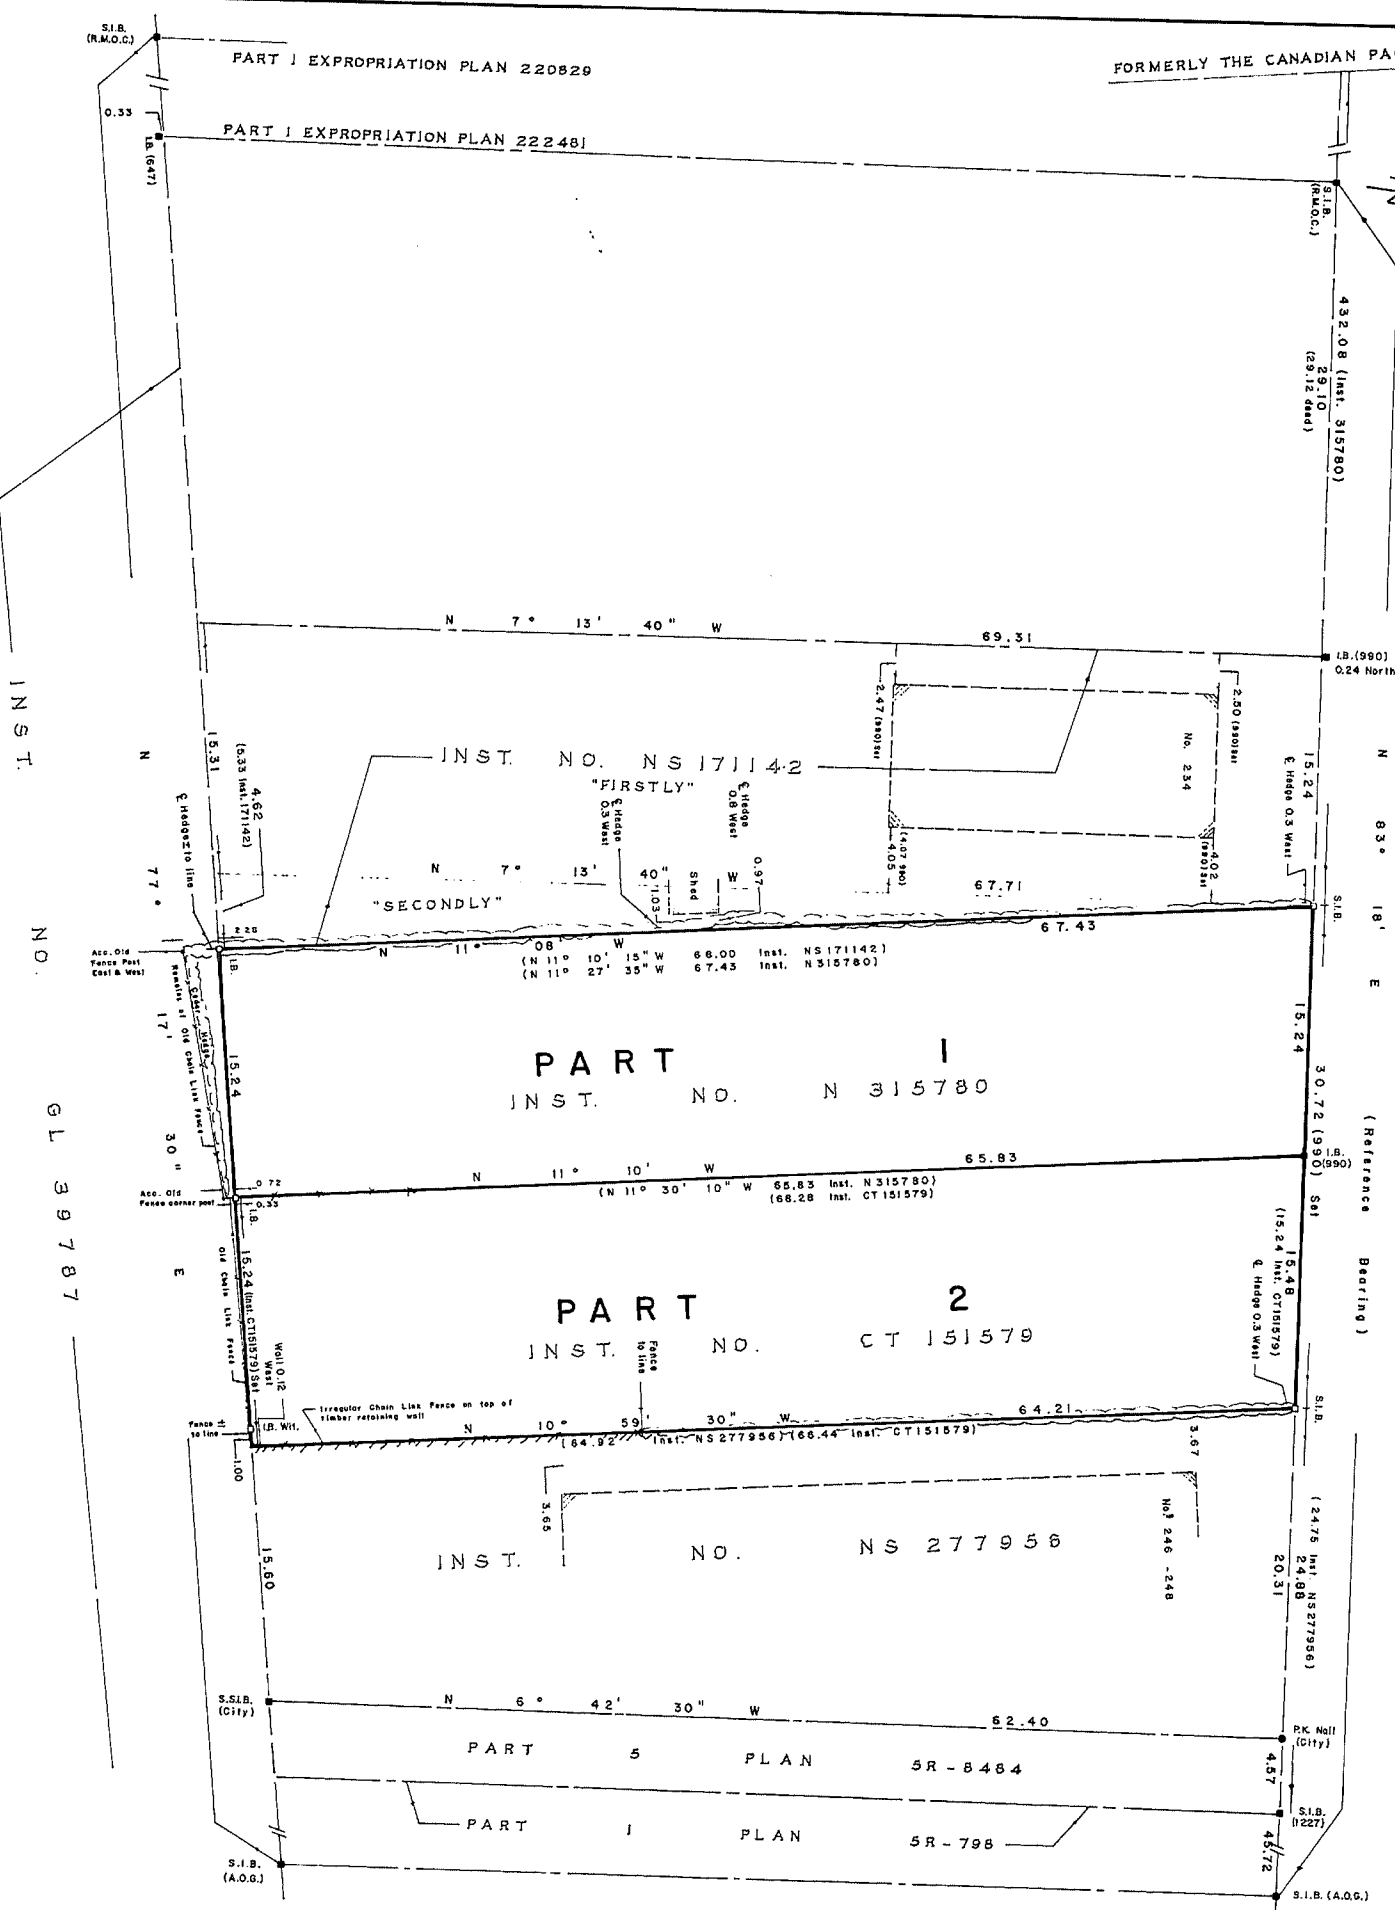 S.I.B.
(R.M.O.C.)
PART 1 EXPROPRIATION PLAN 220829
FORMERLY THE CANADIAN PA
0.33
I.B. (647)
PART 1 EXPROPRIATION PLAN 222481
S.I.B.
(R.M.O.C.)
432.08 (Inst. 315780)
29.10
(29.12 deed)
N 7° 13' 40" W 69.31
I.B. (990)
0.24 North
2.47 (990) Set
2.50 (990) Set
No. 234
15.31
4.62
(5.33 Inst. 171142)
INST. NO. NS 171142
"FIRSTLY"
℄ Hedge
0.3 West
℄ Hedge
0.8 West
(4.07 990)
4.05
4.02
(990) Set
15.24
℄ Hedge 0.3 West
℄ Hedge to line
N 7° 13' 40" W 67.71
Shed
1.03
0.97
"SECONDLY"
S.I.B.
2.28
Acc. Old
Fence Post
East & West
I.B.
N 11° 08' W 67.43
(N 11° 10' 15" W 68.00 Inst. NS 171142)
(N 11° 27' 35" W 67.43 Inst. N 315780)
Cedar Hedge
Remains of Old Chain Link Fence
15.24
PART 1
INST. NO. N 315780
15.24
30.72 (990) Set
I.B.
(990)
N 83° 18' E (Reference Bearing)
N 77° 17' 30" E
INST. NO. GL 39787
Acc. Old
Fence corner post
0.72
0.33
I.B.
N 11° 10' W 65.83
(N 11° 30' 10" W 65.83 Inst. N 315780)
(68.28 Inst. CT 151579)
15.24 (Inst. CT151579) Set
Old Chain Link Fence
Wall 0.12
West
PART 2
INST. NO. CT 151579
Fence
to line
15.48
(15.24 Inst. CT151579)
℄ Hedge 0.3 West
S.I.B.
Fence
to line
I.B. Wit.
1.00
Irregular Chain Link Fence on top of
timber retaining wall
N 10° 59' 30" W 64.21
(64.92 Inst. NS 277956) (66.44 Inst. CT151579)
3.67
3.65
INST. NO. NS 277956
No.s 246 - 248
(24.75 Inst. NS 277956)
24.88
20.31
15.60
S.S.I.B.
(City)
N 6° 42' 30" W 62.40
P.K. Nail
(City)
PART 5 PLAN 5R-8484
4.57
S.I.B.
(1227)
PART 1 PLAN 5R-798
45.72
S.I.B.
(A.O.G.)
S.I.B. (A.O.G.)